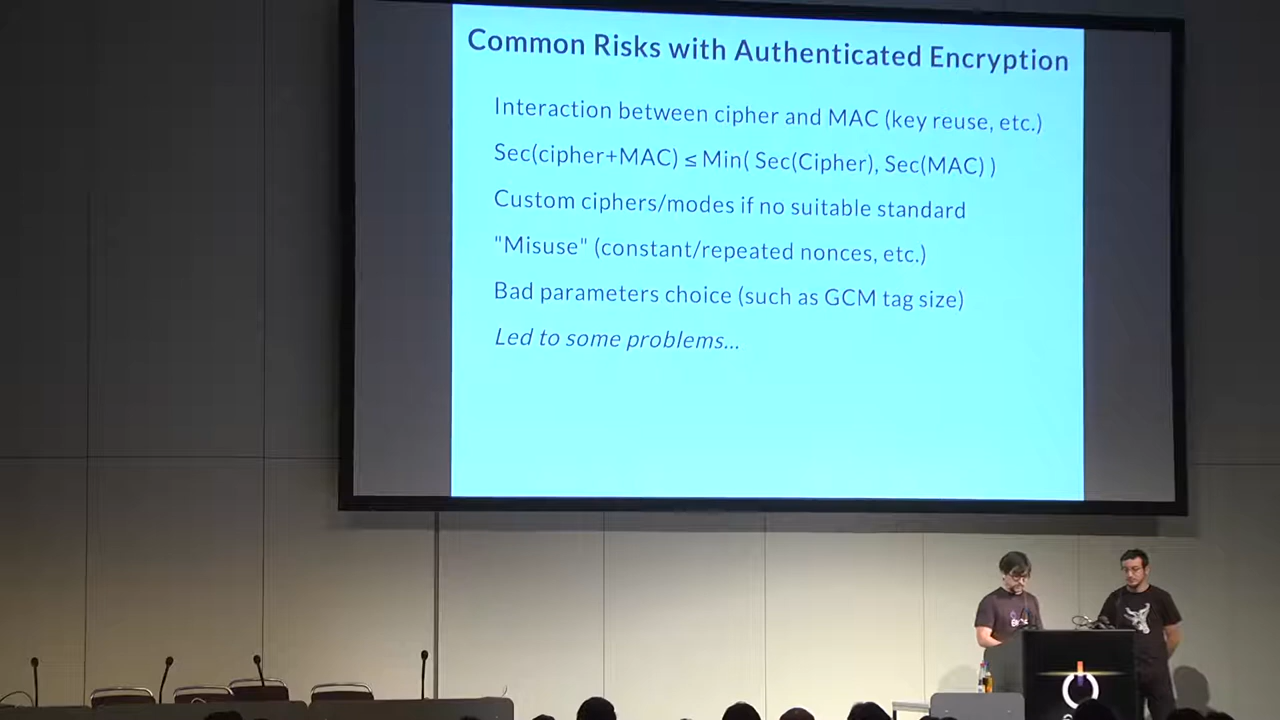 Common Risks with Authenticated Encryption
Interaction between cipher and MAC (key reuse, etc.)
Sec(cipher+MAC) ≤ Min( Sec(Cipher), Sec(MAC) )
Custom ciphers/modes if no suitable standard
"Misuse" (constant/repeated nonces, etc.)
Bad parameters choice (such as GCM tag size)
Led to some problems...